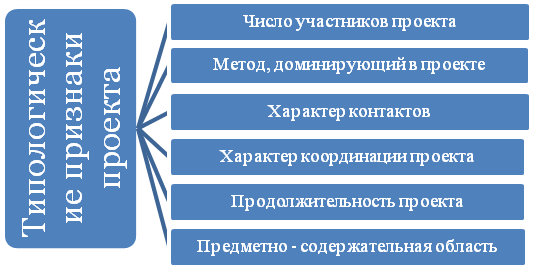 Типологическ
ие признаки
проекта
Число участников проекта
Метод, доминирующий в проекте
Характер контактов
Характер координации проекта
Продолжительность проекта
Предметно - содержательная область